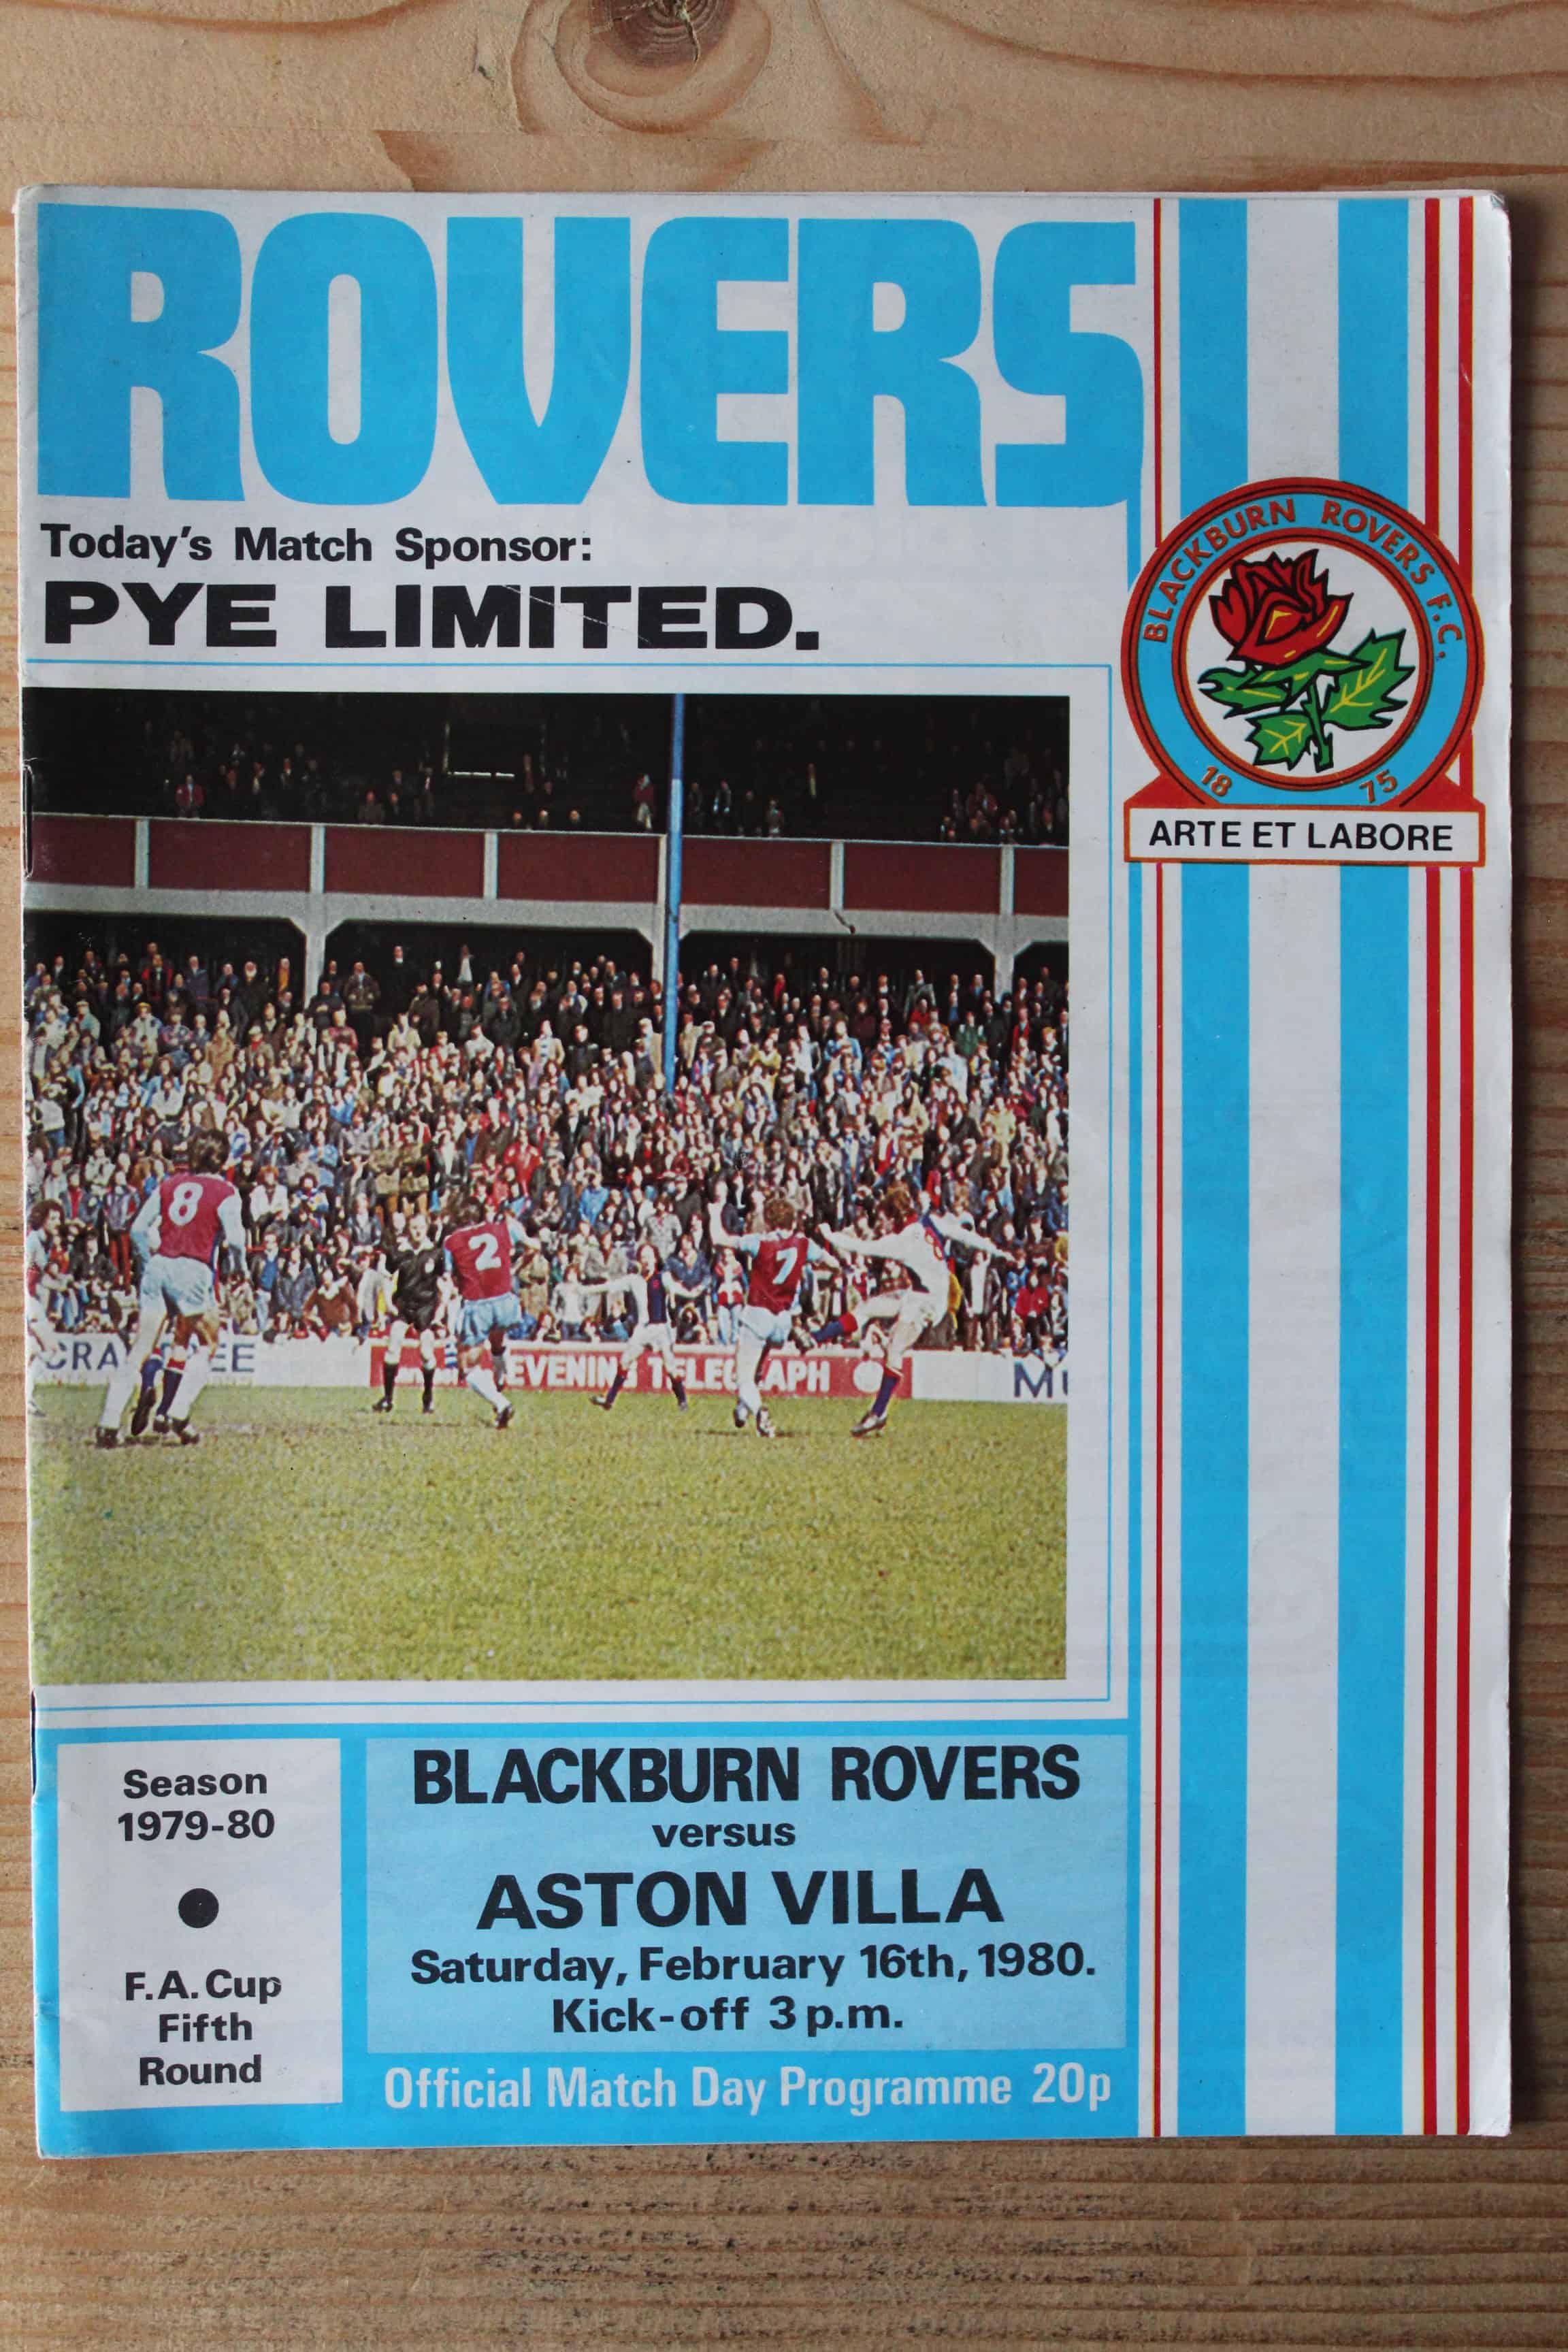 ROVERS
Today's Match Sponsor:
PYE LIMITED.
BLACKBURN ROVERS F.C.
18 75
ARTE ET LABORE
8
2
7
EVENING TELEGRAPH
Season
1979-80
F.A. Cup
Fifth
Round
BLACKBURN ROVERS
versus
ASTON VILLA
Saturday, February 16th, 1980.
Kick-off 3 p.m.
Official Match Day Programme 20p